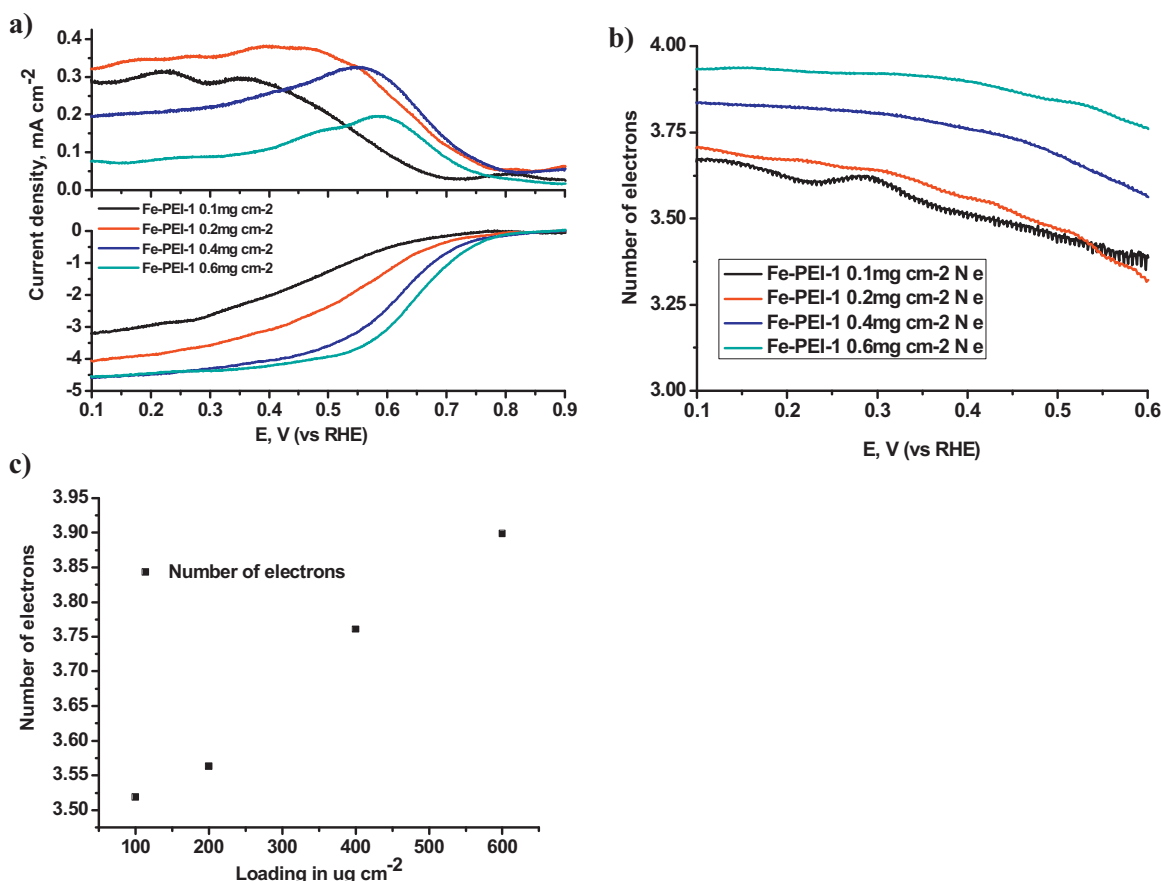 a)
0.4
0.3
0.2
0.1
0.0
Current density, mA cm-2
Fe-PEI-1 0.1mg cm-2
Fe-PEI-1 0.2mg cm-2
Fe-PEI-1 0.4mg cm-2
Fe-PEI-1 0.6mg cm-2
0
-1
-2
-3
-4
-5
0.1 0.2 0.3 0.4 0.5 0.6 0.7 0.8 0.9
E, V (vs RHE)
b)
4.00
3.75
3.50
3.25
3.00
Number of electrons
Fe-PEI-1 0.1mg cm-2 N e
Fe-PEI-1 0.2mg cm-2 N e
Fe-PEI-1 0.4mg cm-2 N e
Fe-PEI-1 0.6mg cm-2 N e
0.1 0.2 0.3 0.4 0.5 0.6
E, V (vs RHE)
c)
3.95
3.90
3.85
3.80
3.75
3.70
3.65
3.60
3.55
3.50
Number of electrons
Number of electrons
100 200 300 400 500 600
Loading in ug cm-2